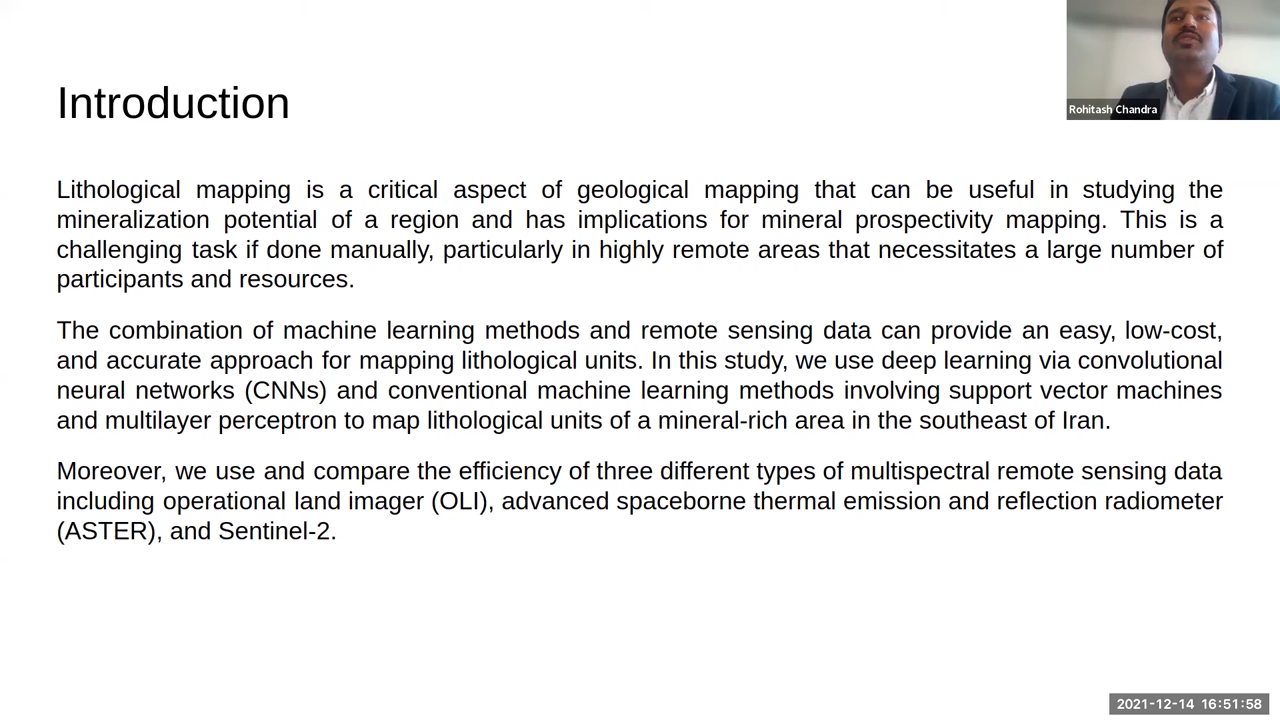 Rohitash Chandra
Introduction
Lithological mapping is a critical aspect of geological mapping that can be useful in studying the
mineralization potential of a region and has implications for mineral prospectivity mapping. This is a
challenging task if done manually, particularly in highly remote areas that necessitates a large number of
participants and resources.
The combination of machine learning methods and remote sensing data can provide an easy, low-cost,
and accurate approach for mapping lithological units. In this study, we use deep learning via convolutional
neural networks (CNNs) and conventional machine learning methods involving support vector machines
and multilayer perceptron to map lithological units of a mineral-rich area in the southeast of Iran.
Moreover, we use and compare the efficiency of three different types of multispectral remote sensing data
including operational land imager (OLI), advanced spaceborne thermal emission and reflection radiometer
(ASTER), and Sentinel-2.
2021-12-14 16:51:58